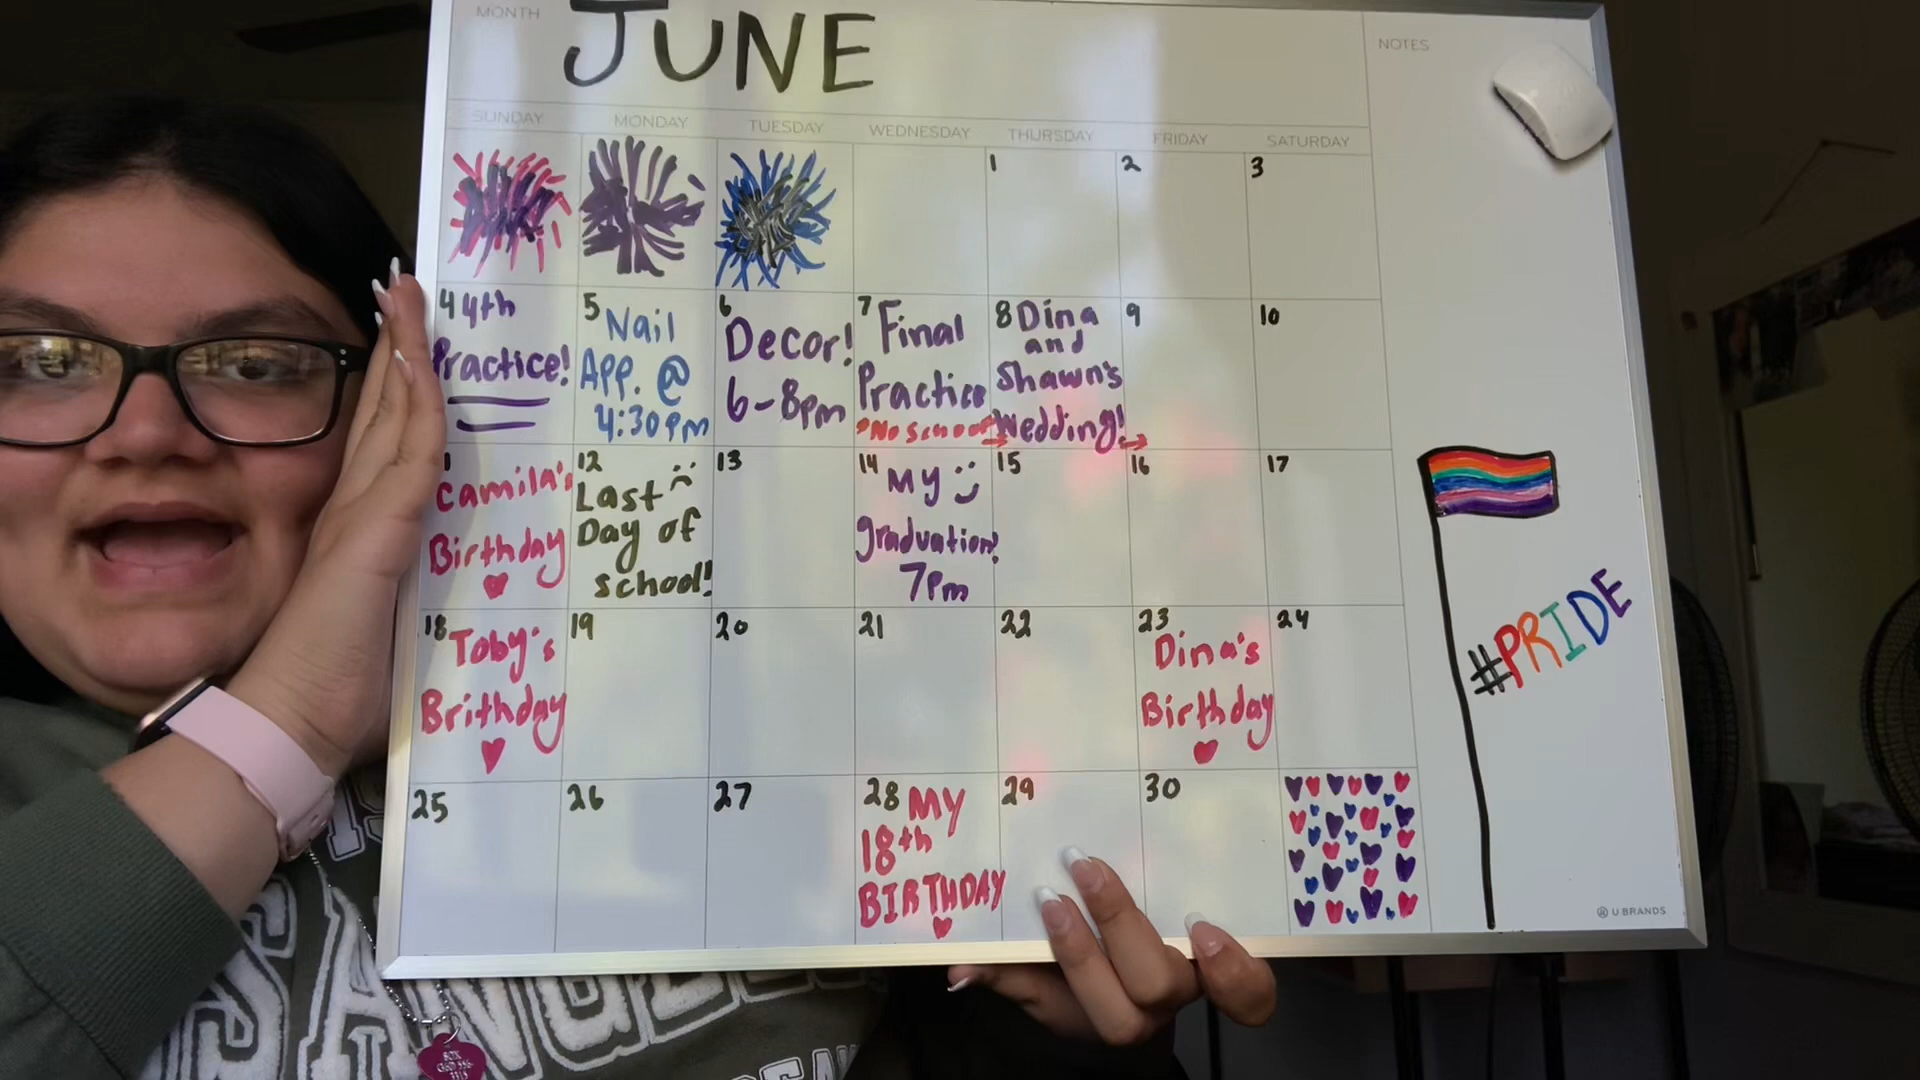 MONTH
JUNE
NOTES
SUNDAY MONDAY TUESDAY WEDNESDAY THURSDAY FRIDAY SATURDAY
1
2
3
4 4th
Practice!
5 Nail
APP. @
4:30pm
6
Decor!
6-8pm
7 Final
Practice
*No School
8 Dina
and
Shawn's
Wedding!
9
10
1
Camila's
Birthday
12
Last
Day of
school!
13
14 My
graduation!
7pm
15
16
17
18 Toby's
Brithday
19
20
21
22
23
Dina's
Birthday
24
25
26
27
28 MY
18th
BIRTHDAY
29
30
#PRIDE
U BRANDS